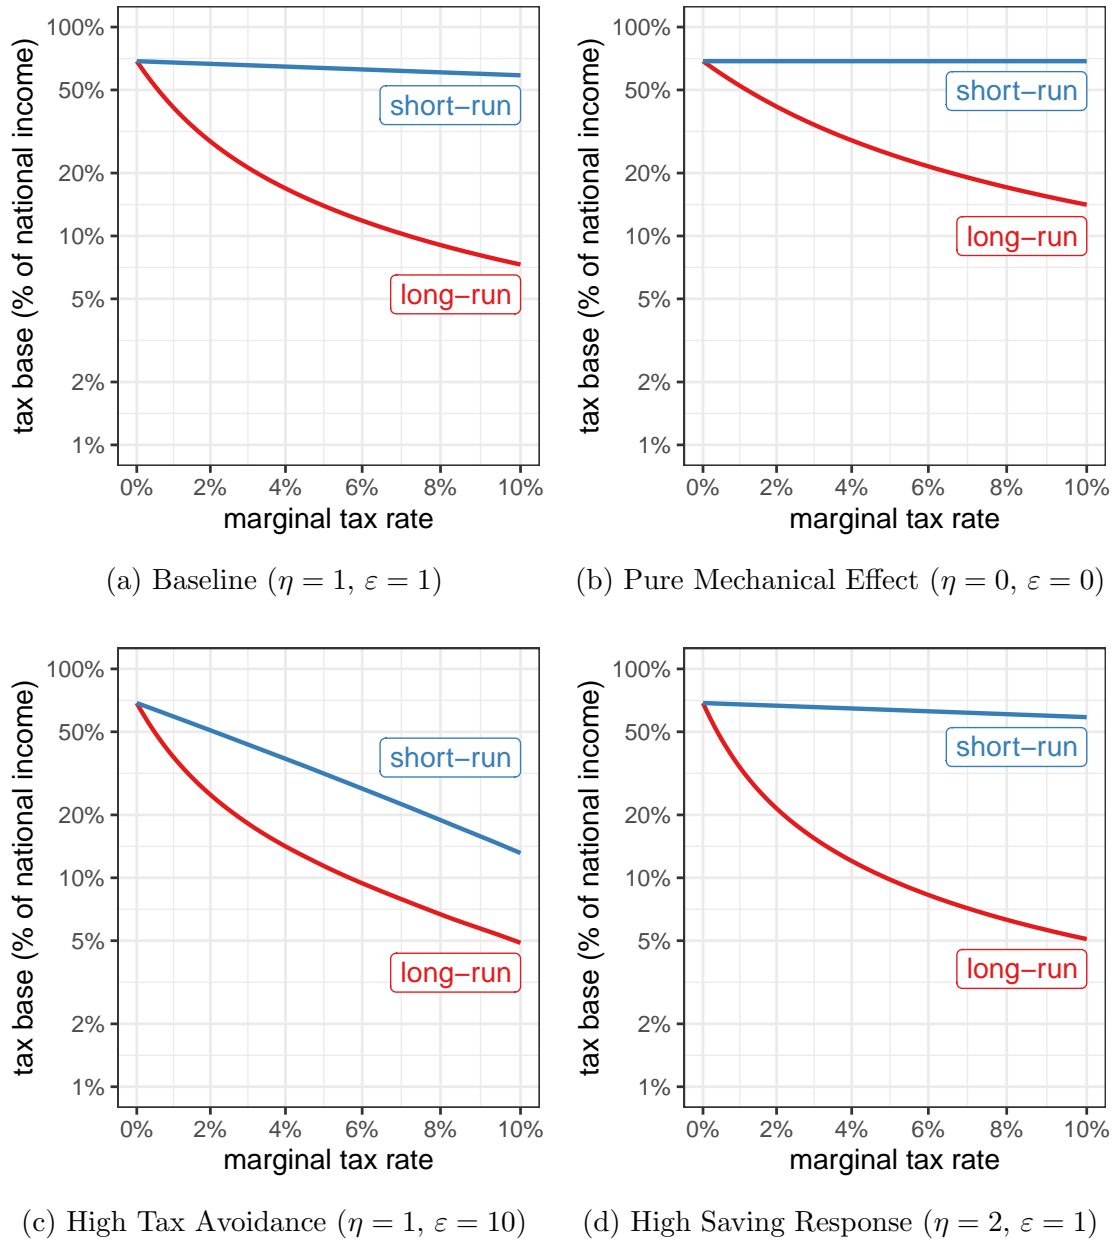 tax base (% of national income)
100%
50%
20%
10%
5%
2%
1%
short−run
long−run
0% 2% 4% 6% 8% 10%
marginal tax rate
(a) Baseline (η = 1, ε = 1)
tax base (% of national income)
100%
50%
20%
10%
5%
2%
1%
short−run
long−run
0% 2% 4% 6% 8% 10%
marginal tax rate
(b) Pure Mechanical Effect (η = 0, ε = 0)
tax base (% of national income)
100%
50%
20%
10%
5%
2%
1%
short−run
long−run
0% 2% 4% 6% 8% 10%
marginal tax rate
(c) High Tax Avoidance (η = 1, ε = 10)
tax base (% of national income)
100%
50%
20%
10%
5%
2%
1%
short−run
long−run
0% 2% 4% 6% 8% 10%
marginal tax rate
(d) High Saving Response (η = 2, ε = 1)